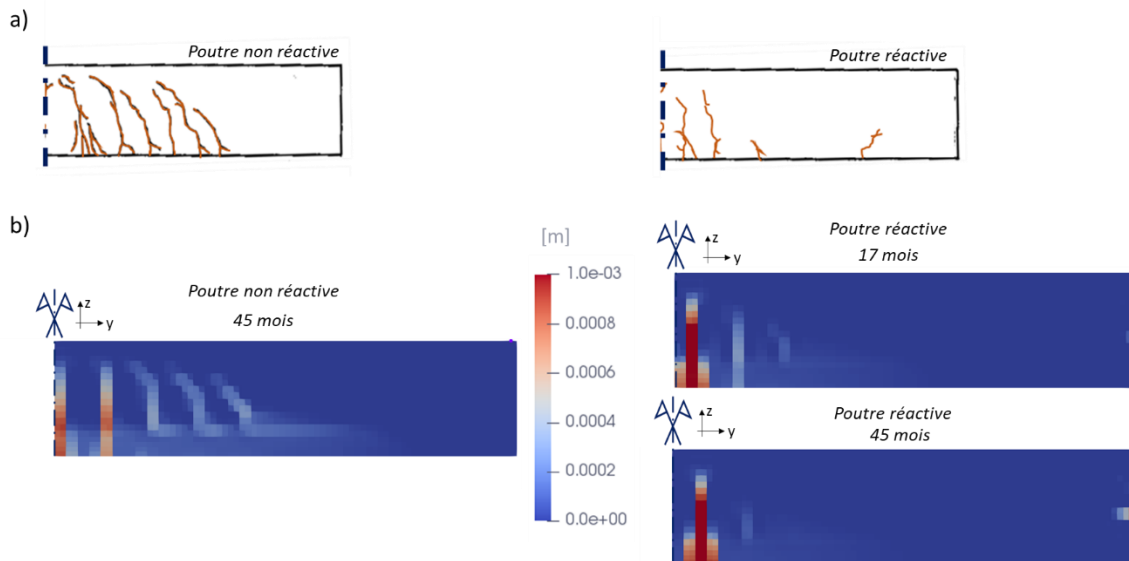 a)
Poutre non réactive
Poutre réactive
b)
z
y
Poutre non réactive
45 mois
[m]
1.0e-03
0.0008
0.0006
0.0004
0.0002
0.0e+00
z
y
Poutre réactive
17 mois
z
y
Poutre réactive
45 mois